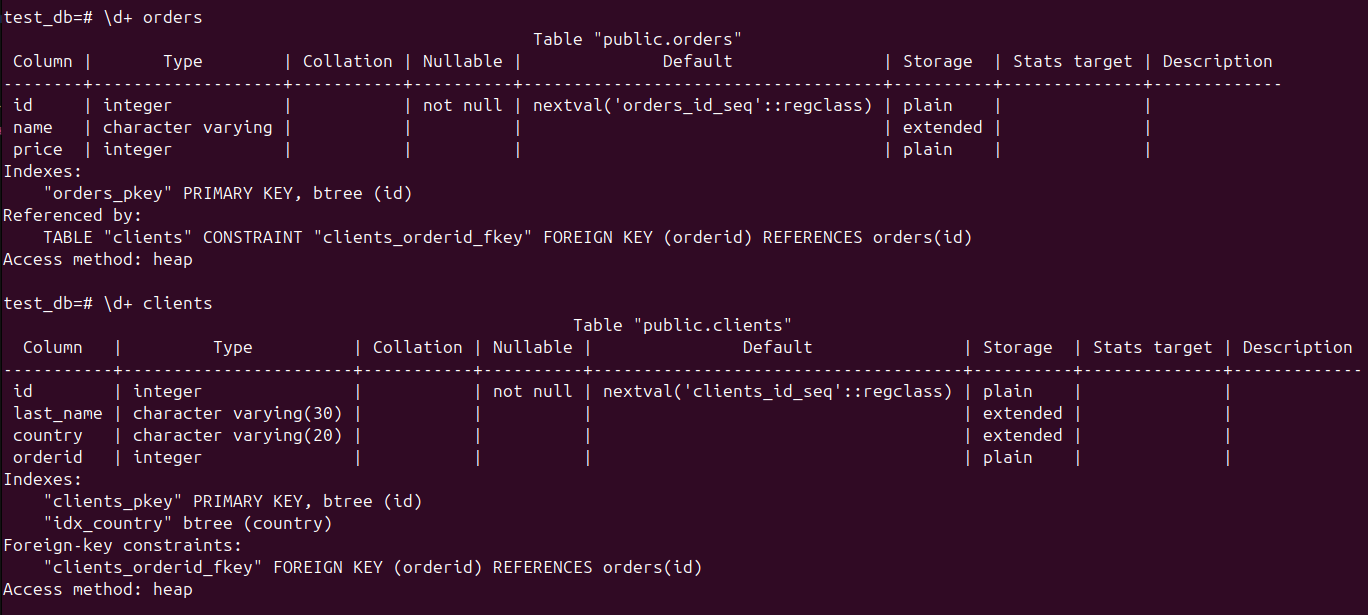 test_db=# \d+ orders
                                                     Table "public.orders"
 Column |       Type        | Collation | Nullable |              Default               | Storage  | Stats target | Description
--------+-------------------+-----------+----------+------------------------------------+----------+--------------+-------------
 id     | integer           |           | not null | nextval('orders_id_seq'::regclass) | plain    |              |
 name   | character varying |           |          |                                    | extended |              |
 price  | integer           |           |          |                                    | plain    |              |
Indexes:
    "orders_pkey" PRIMARY KEY, btree (id)
Referenced by:
    TABLE "clients" CONSTRAINT "clients_orderid_fkey" FOREIGN KEY (orderid) REFERENCES orders(id)
Access method: heap

test_db=# \d+ clients
                                                         Table "public.clients"
  Column   |         Type          | Collation | Nullable |               Default               | Storage  | Stats target | Description
-----------+-----------------------+-----------+----------+-------------------------------------+----------+--------------+-------------
 id        | integer               |           | not null | nextval('clients_id_seq'::regclass) | plain    |              |
 last_name | character varying(30) |           |          |                                     | extended |              |
 country   | character varying(20) |           |          |                                     | extended |              |
 orderid   | integer               |           |          |                                     | plain    |              |
Indexes:
    "clients_pkey" PRIMARY KEY, btree (id)
    "idx_country" btree (country)
Foreign-key constraints:
    "clients_orderid_fkey" FOREIGN KEY (orderid) REFERENCES orders(id)
Access method: heap